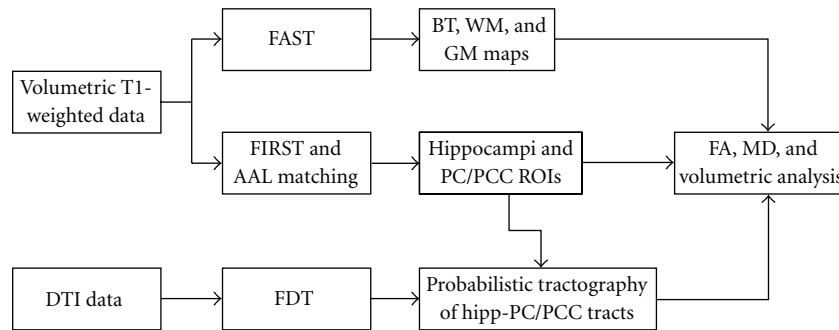 FAST
BT, WM, and
GM maps
Volumetric T1-
weighted data
FIRST and
AAL matching
Hippocampi and
PC/PCC ROIs
FA, MD, and
volumetric analysis
DTI data
FDT
Probabilistic tractography
of hipp-PC/PCC tracts